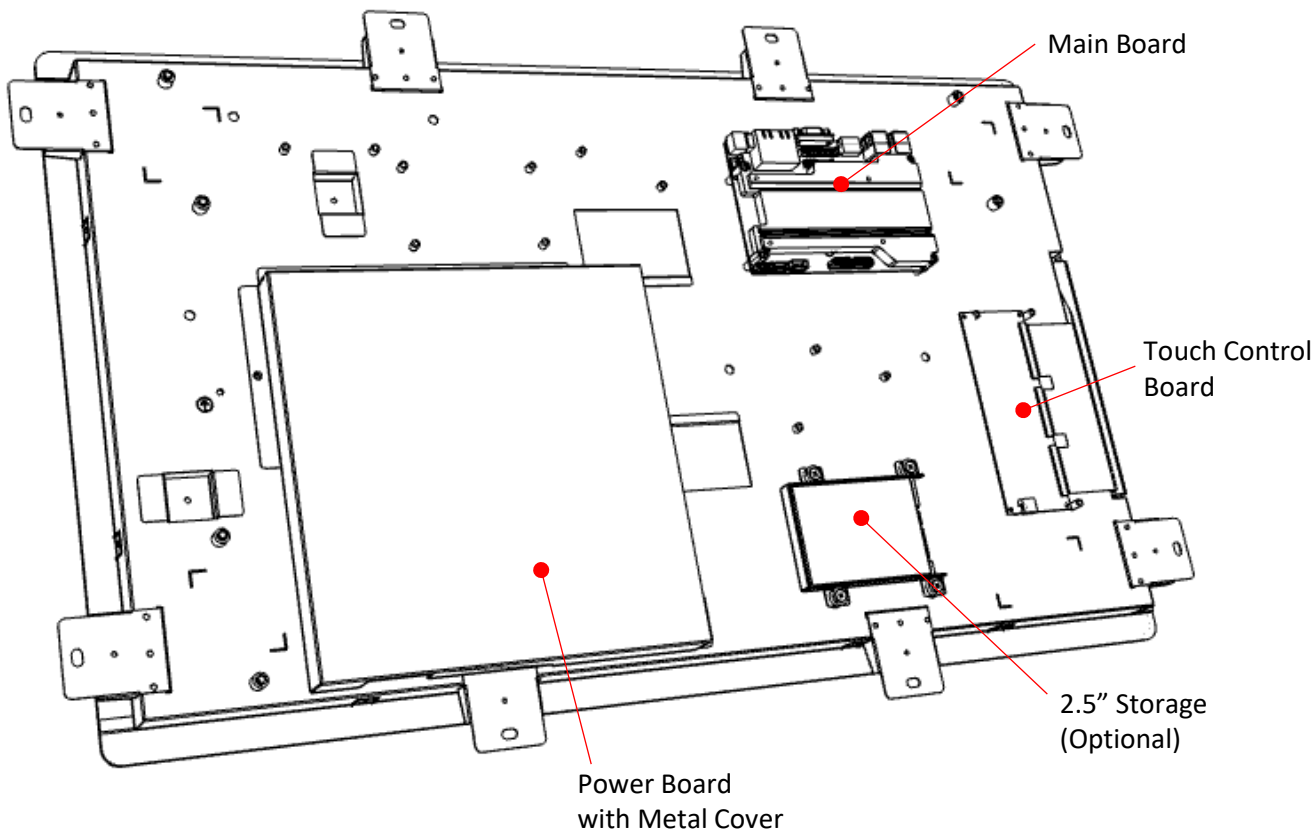 Main Board
Touch Control
Board
2.5” Storage
(Optional)
Power Board
with Metal Cover